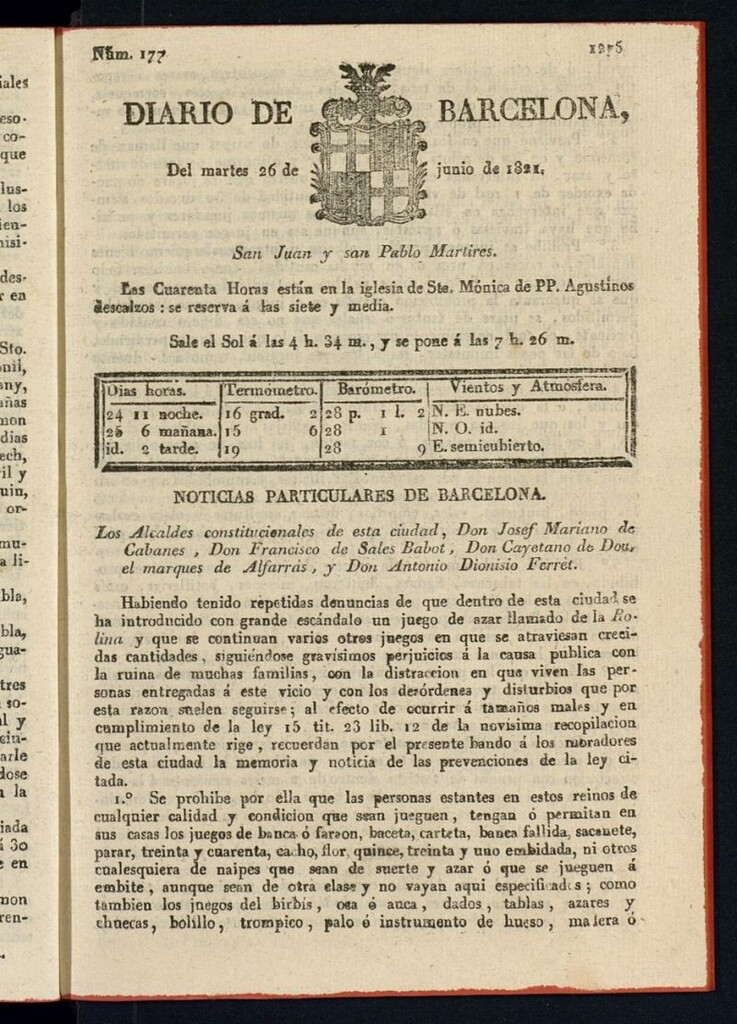 Núm. 177
1275
DIARIO DE BARCELONA,
Del martes 26 de junio de 1821.
San Juan y san Pablo Martires.
Las Cuarenta Horas están en la iglesia de Sta. Mónica de PP. Agustinos
descalzos : se reserva á las siete y media.
Sale el Sol á las 4 h. 34 m., y se pone á las 7 h. 26 m.
Dias horas. Termómetro. Barómetro. Vientos y Atmósfera.
24 11 noche. 16 grad. 2 28 p. 1 l. 2 N. E. nubes.
25 6 mañana. 15 6 28 1 N. O. id.
id. 2 tarde. 19 28 9 E. semicubierto.
NOTICIAS PARTICULARES DE BARCELONA.
Los Alcaldes constitucionales de esta ciudad, Don Josef Mariano de
Cabanes, Don Francisco de Sales Babot, Don Cayetano de Dou,
el marques de Alfarrás, y Don Antonio Dionisio Ferret.
Habiendo tenido repetidas denuncias de que dentro de esta ciudad se
ha introducido con grande escándalo un juego de azar llamado de la Ro-
lina y que se continuan varios otros juegos en que se atraviesan creci-
das cantidades, siguiéndose gravísimos perjuicios á la causa publica con
la ruina de muchas familias, con la distraccion en que viven las per-
sonas entregadas á este vicio y con los desórdenes y disturbios que por
esta razon suelen seguirse; al efecto de ocurrir á tamaños males y en
cumplimiento de la ley 15 tit. 23 lib. 12 de la novísima recopilacion
que actualmente rige, recuerdan por el presente bando á los moradores
de esta ciudad la memoria y noticia de las prevenciones de la ley ci-
tada.
1.º Se prohibe por ella que las personas estantes en estos reinos de
cualquier calidad y condicion que sean jueguen, tengan ó permitan en
sus casas los juegos de banca ó faraon, baceta, carteta, banca fallida, sacanete,
parar, treinta y cuarenta, cacho, flor, quince, treinta y uno embidada, ni otros
cualesquiera de naipes que sean de suerte y azar ó que se jueguen á
embite, aunque sean de otra clase y no vayan aqui especificados; como
tambien los juegos del birbis, oca ó auca, dados, tablas, azares y
chuecas, bolillo, trompico, palo ó instrumento de hueso, madera ó